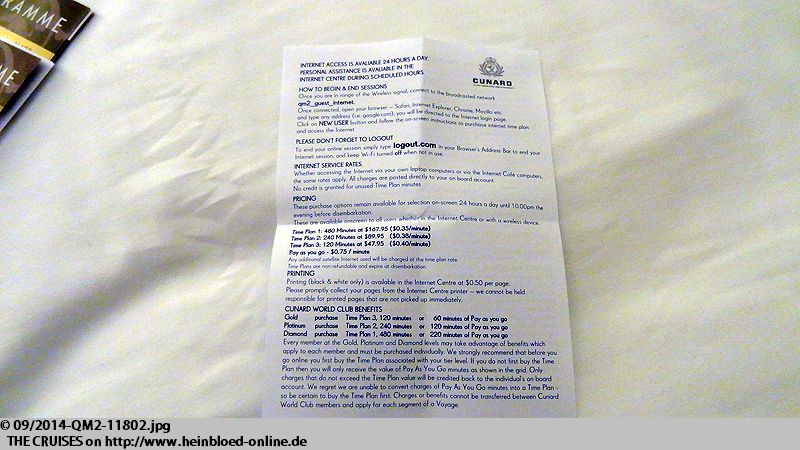 RAMME
ME
CUNARD
INTERNET ACCESS IS AVALIABLE 24 HOURS A DAY,
PERSONAL ASSISTANCE IS AVALIABLE IN THE
INTERNET CENTRE DURING SCHEDULED HOURS.
HOW TO BEGIN & END SESSIONS
Once you are in range of the Wireless signal, connect to the broadcasted network
qm2_guest_internet.
Once connected, open your browser – Safari, Internet Explorer, Chrome, Mozilla etc.
and type any address (i.e. google.com); you will be directed to the Internet login page.
Click on NEW USER button and follow the on-screen instructions to purchase internet time plan
and access the Internet
PLEASE DON'T FORGET TO LOGOUT
To end your online session simply type logout.com in your Browser's Address Bar to end your
Internet session, and keep Wi-Fi turned off when not in use.
INTERNET SERVICE RATES
Whether accessing the Internet via your own laptop computers or via the Internet Café computers,
the same rates apply. All charges are posted directly to your on board account.
No credit is granted for unused Time Plan minutes
PRICING
These purchase options remain available for selection on-screen 24 hours a day until 10:00pm the
evening before disembarkation.
These are available onscreen to all users whether in the Internet Centre or with a wireless device.
Time Plan 1: 480 Minutes at $167.95 ($0.35/minute)
Time Plan 2: 240 Minutes at $89.95 ($0.38/minute)
Time Plan 3: 120 Minutes at $47.95 ($0.40/minute)
Pay as you go - $0.75 / minute
Any additional satellite Internet used will be charged at the time plan rate.
Time Plans are non-refundable and expire at disembarkation.
PRINTING
Printing (black & white only) is available in the Internet Centre at $0.50 per page.
Please promptly collect your pages from the Internet Centre printer – we cannot be held
responsible for printed pages that are not picked up immediately.
CUNARD WORLD CLUB BENEFITS
Gold purchase Time Plan 3, 120 minutes or 60 minutes of Pay as you go
Platinum purchase Time Plan 2, 240 minutes or 120 minutes of Pay as you go
Diamond purchase Time Plan 1, 480 minutes or 220 minutes of Pay as you go
Every member at the Gold, Platinum and Diamond levels may take advantage of benefits which
apply to each member and must be purchased individually. We strongly recommend that before you
go online you first buy the Time Plan associated with your tier level. If you do not first buy the Time
Plan then you will only receive the value of Pay As You Go minutes as shown in the grid. Only
charges that do not exceed the Time Plan value will be credited back to the individual's on board
account. We regret we are unable to convert charges of Pay As You Go minutes into a Time Plan -
so be certain to buy the Time Plan first. Charges or benefits cannot be transferred between Cunard
World Club members and apply for each segment of a Voyage.
© 09/2014-QM2-11802.jpg
THE CRUISES on http://www.heinbloed-online.de